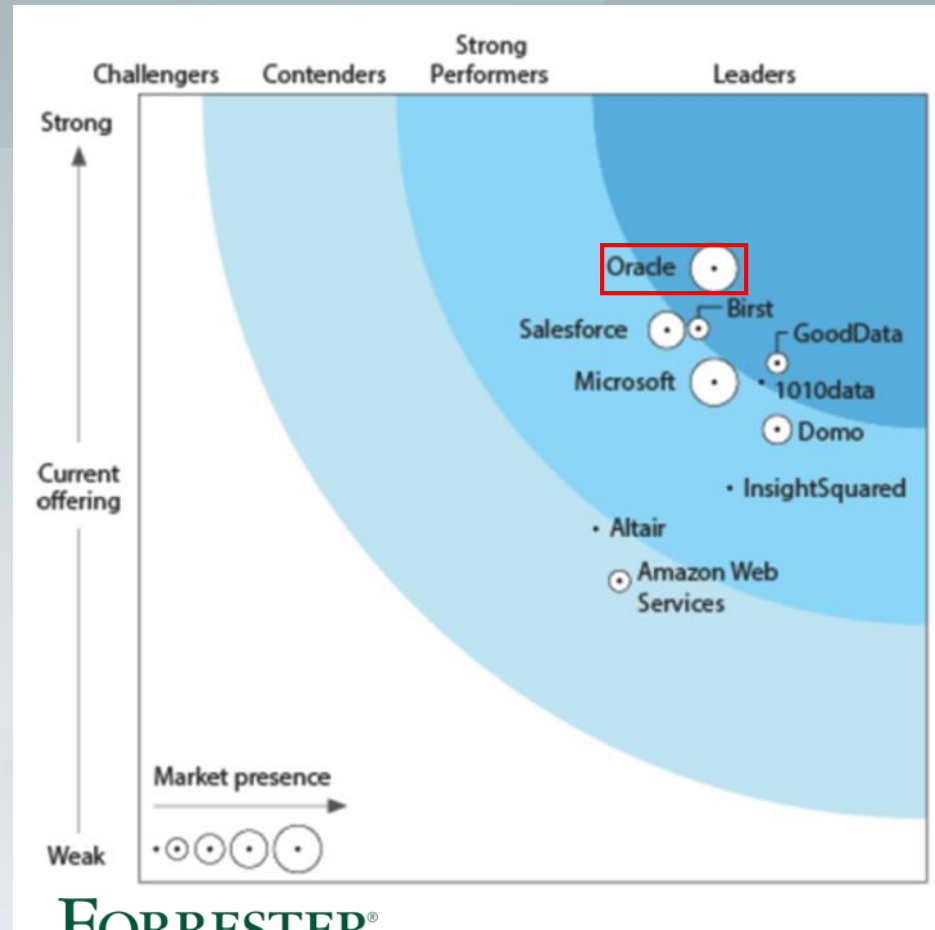 Strong
Performers
Challengers
Contenders
Leaders
Strong
Oracle
Birst
Salesforce
GoodData
Microsoft
1010data
Domo
Current
offering
InsightSquared
Altair
Amazon Web
Services
Market presence
Weak
FORRESTER®